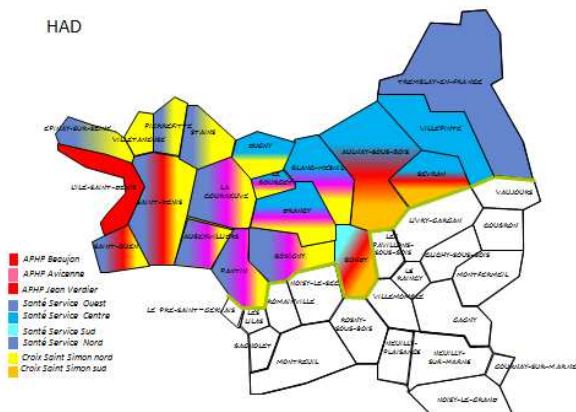 HAD
TREMBLAY-EN-FRANCE
PIERREFITTE
EPINAY-SUR-SEINE
VILLETANEUSE
STAINS
DUGNY
VILLEPINTE
AULNAY-SOUS-BOIS
BLANC-MESNIL
LE BOURGET
SEVRAN
VAUJOURS
L'ILE-SAINT-DENIS
SAINT-DENIS
LA COURNEUVE
DRANCY
LIVRY-GARGAN
COUBRON
SAINT-OUEN
AUBERVILLIERS
BOBIGNY
BONDY
LES PAVILLONS-SOUS-BOIS
CLICHY-SOUS-BOIS
PANTIN
NOISY-LE-SEC
LE RAINCY
MONTFERMEIL
LE PRE-SAINT-GERVAIS
ROMAINVILLE
VILLEMOMBLE
LES LILAS
ROSNY-SOUS-BOIS
GAGNY
BAGNOLET
MONTREUIL
NEUILLY-PLAISANCE
NEUILLY-SUR-MARNE
GOURNAY-SUR-MARNE
NOISY-LE-GRAND
APHP Beaujon
APHP Avicenne
APHP Jean Verdier
Santé Service Ouest
Santé Service Centre
Santé Service Sud
Santé Service Nord
Croix Saint Simon nord
Croix Saint Simon sud